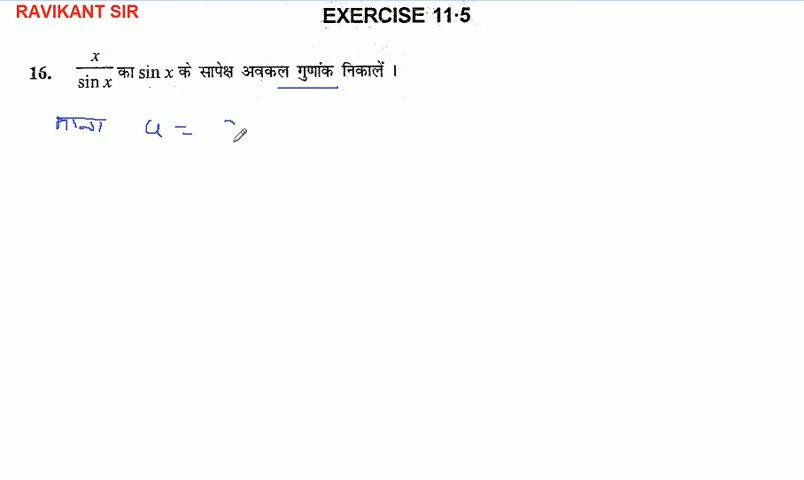 RAVIKANT SIR
EXERCISE 11·5
16. x/sin x का sin x के सापेक्ष अवकल गुणांक निकालें ।
माना u =